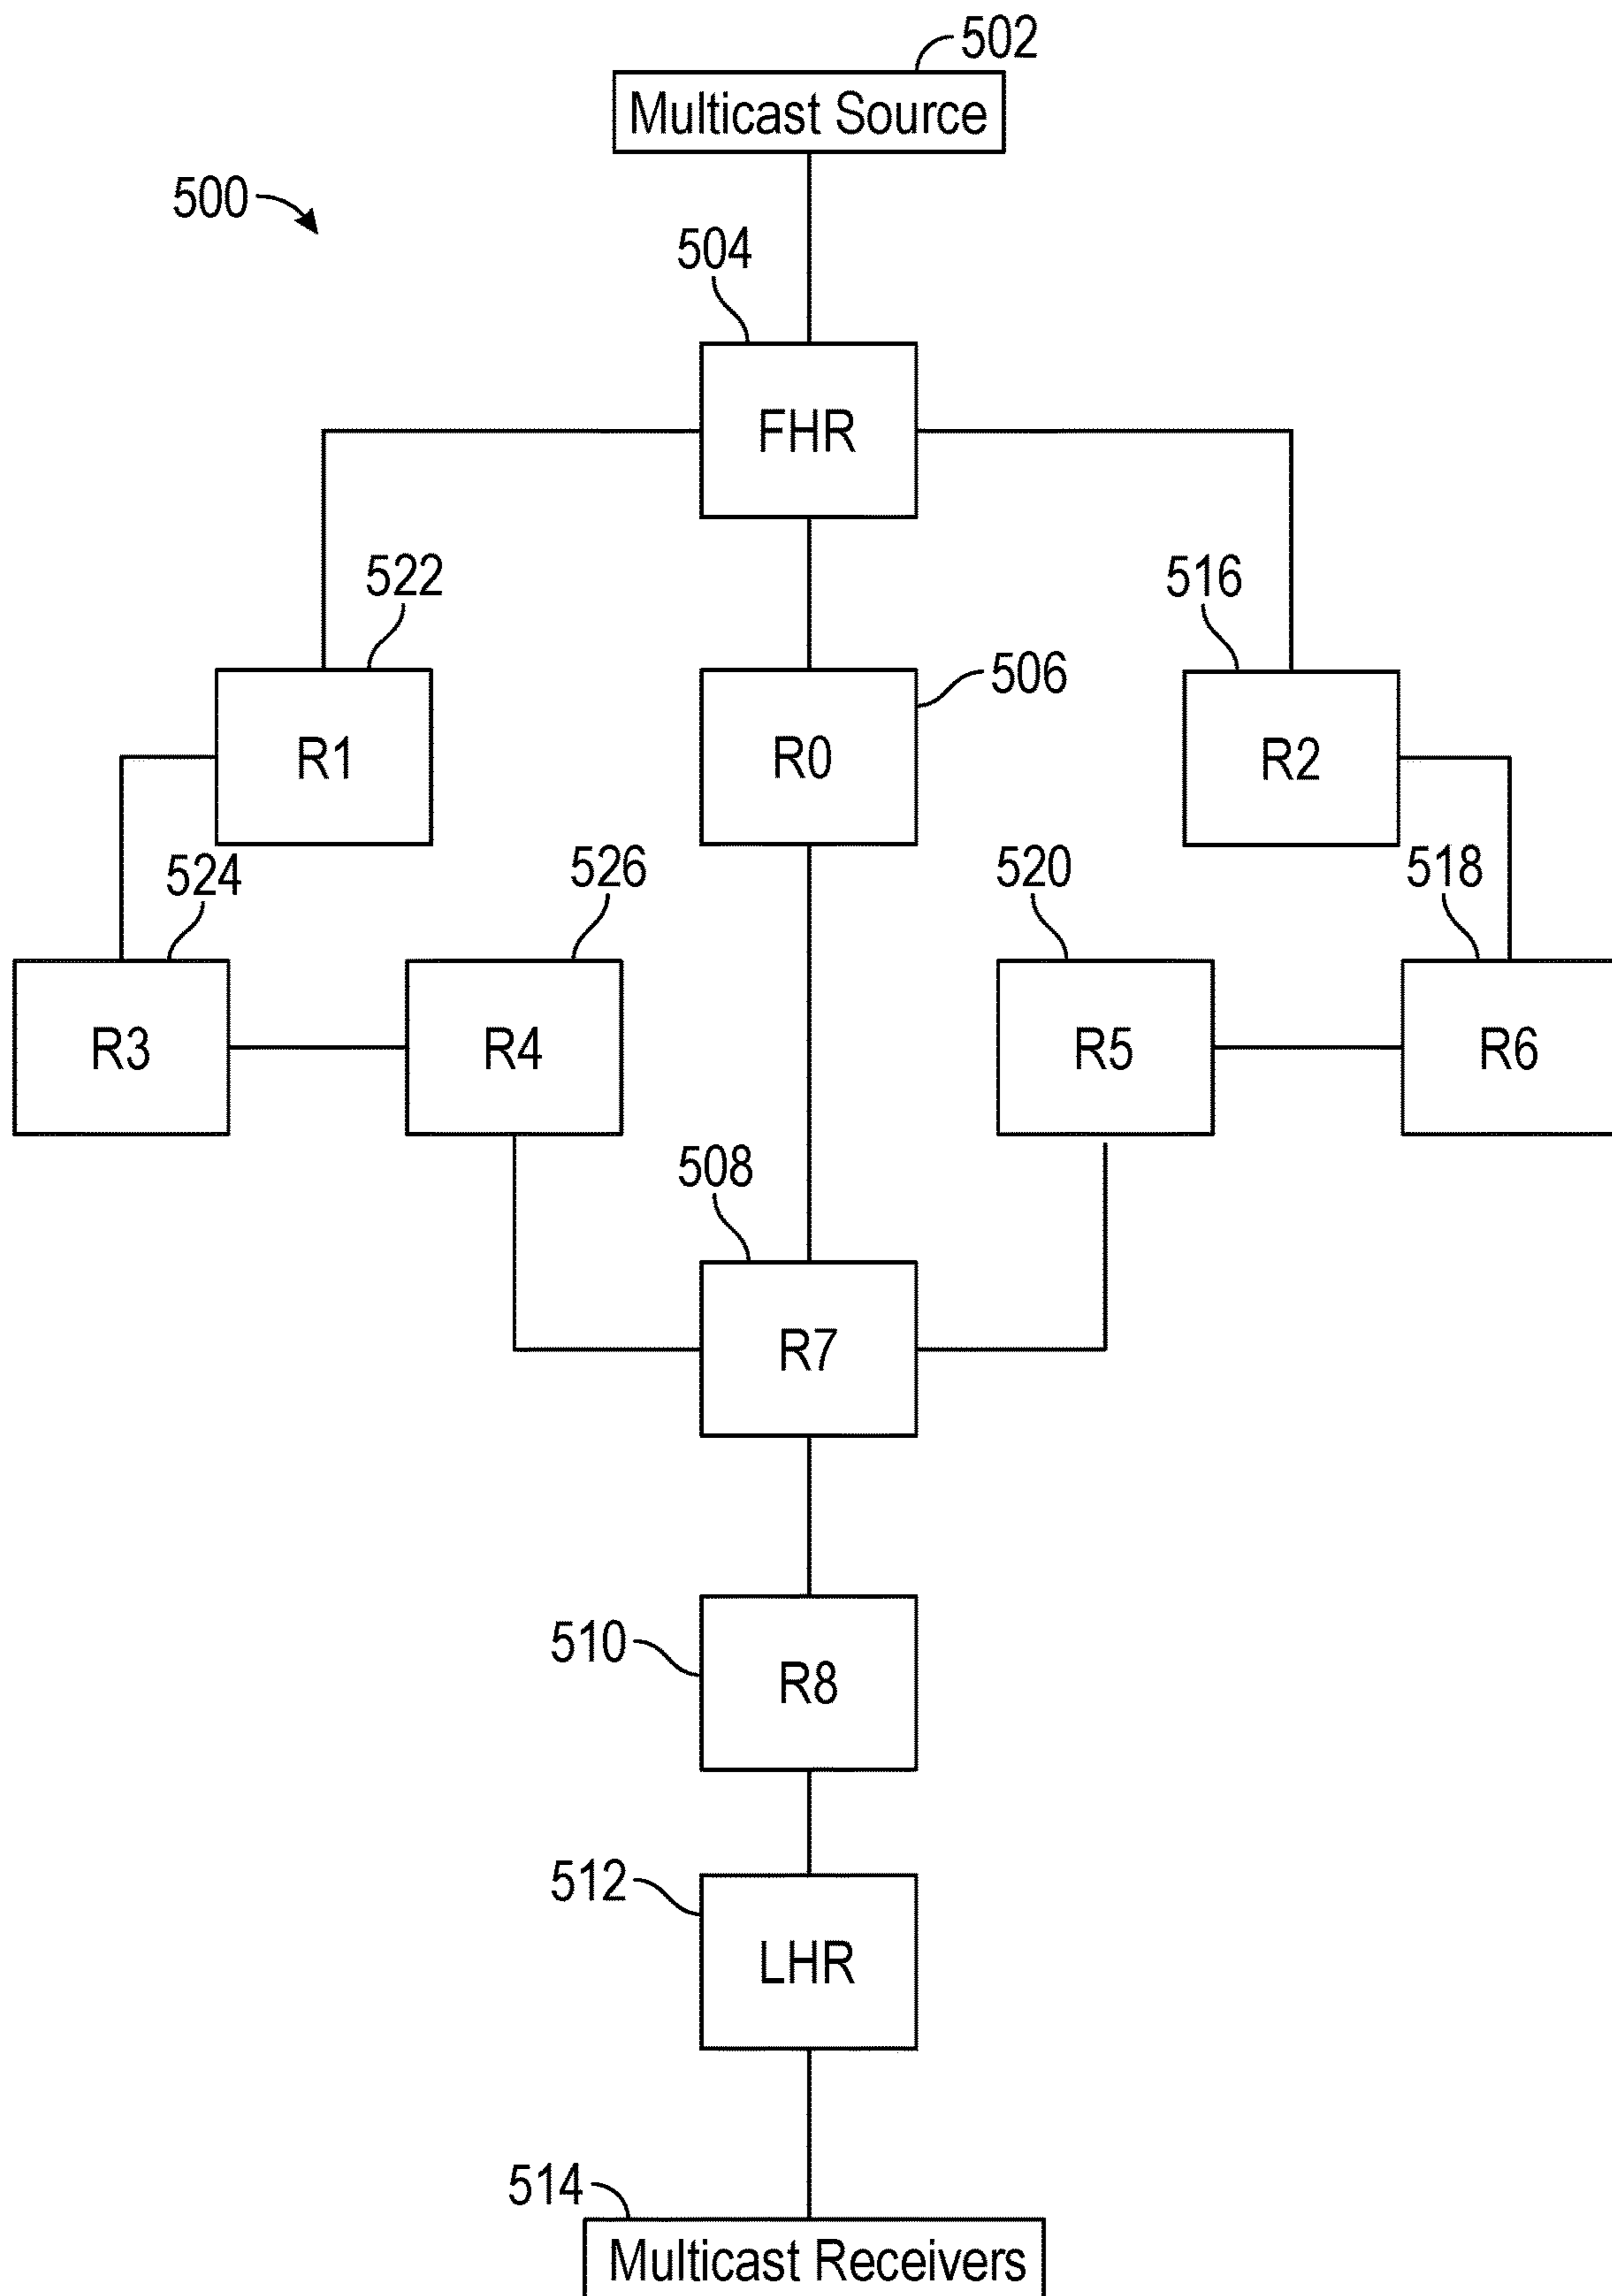 502
Multicast Source
500
504
FHR
522
516
506
R1
R0
R2
524
526
520
518
R3
R4
R5
R6
508
R7
510
R8
512
LHR
514
Multicast Receivers